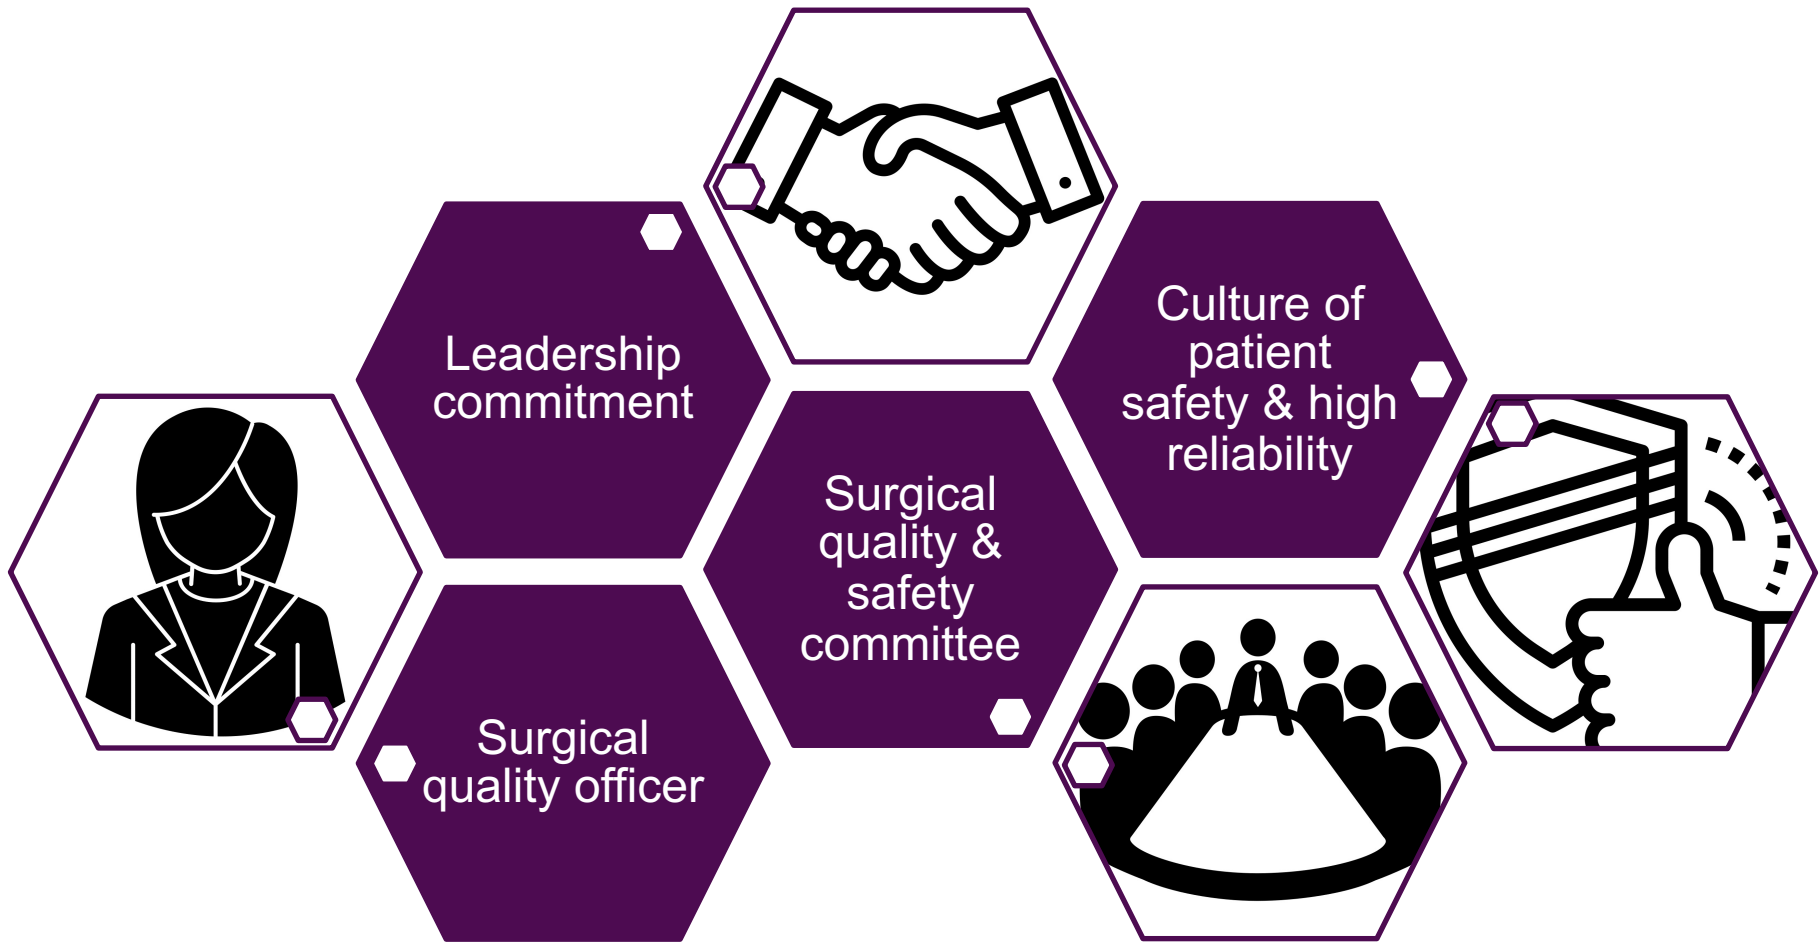 Leadership
commitment
Surgical
quality officer
Surgical
quality &
safety
committee
Culture of
patient
safety & high
reliability